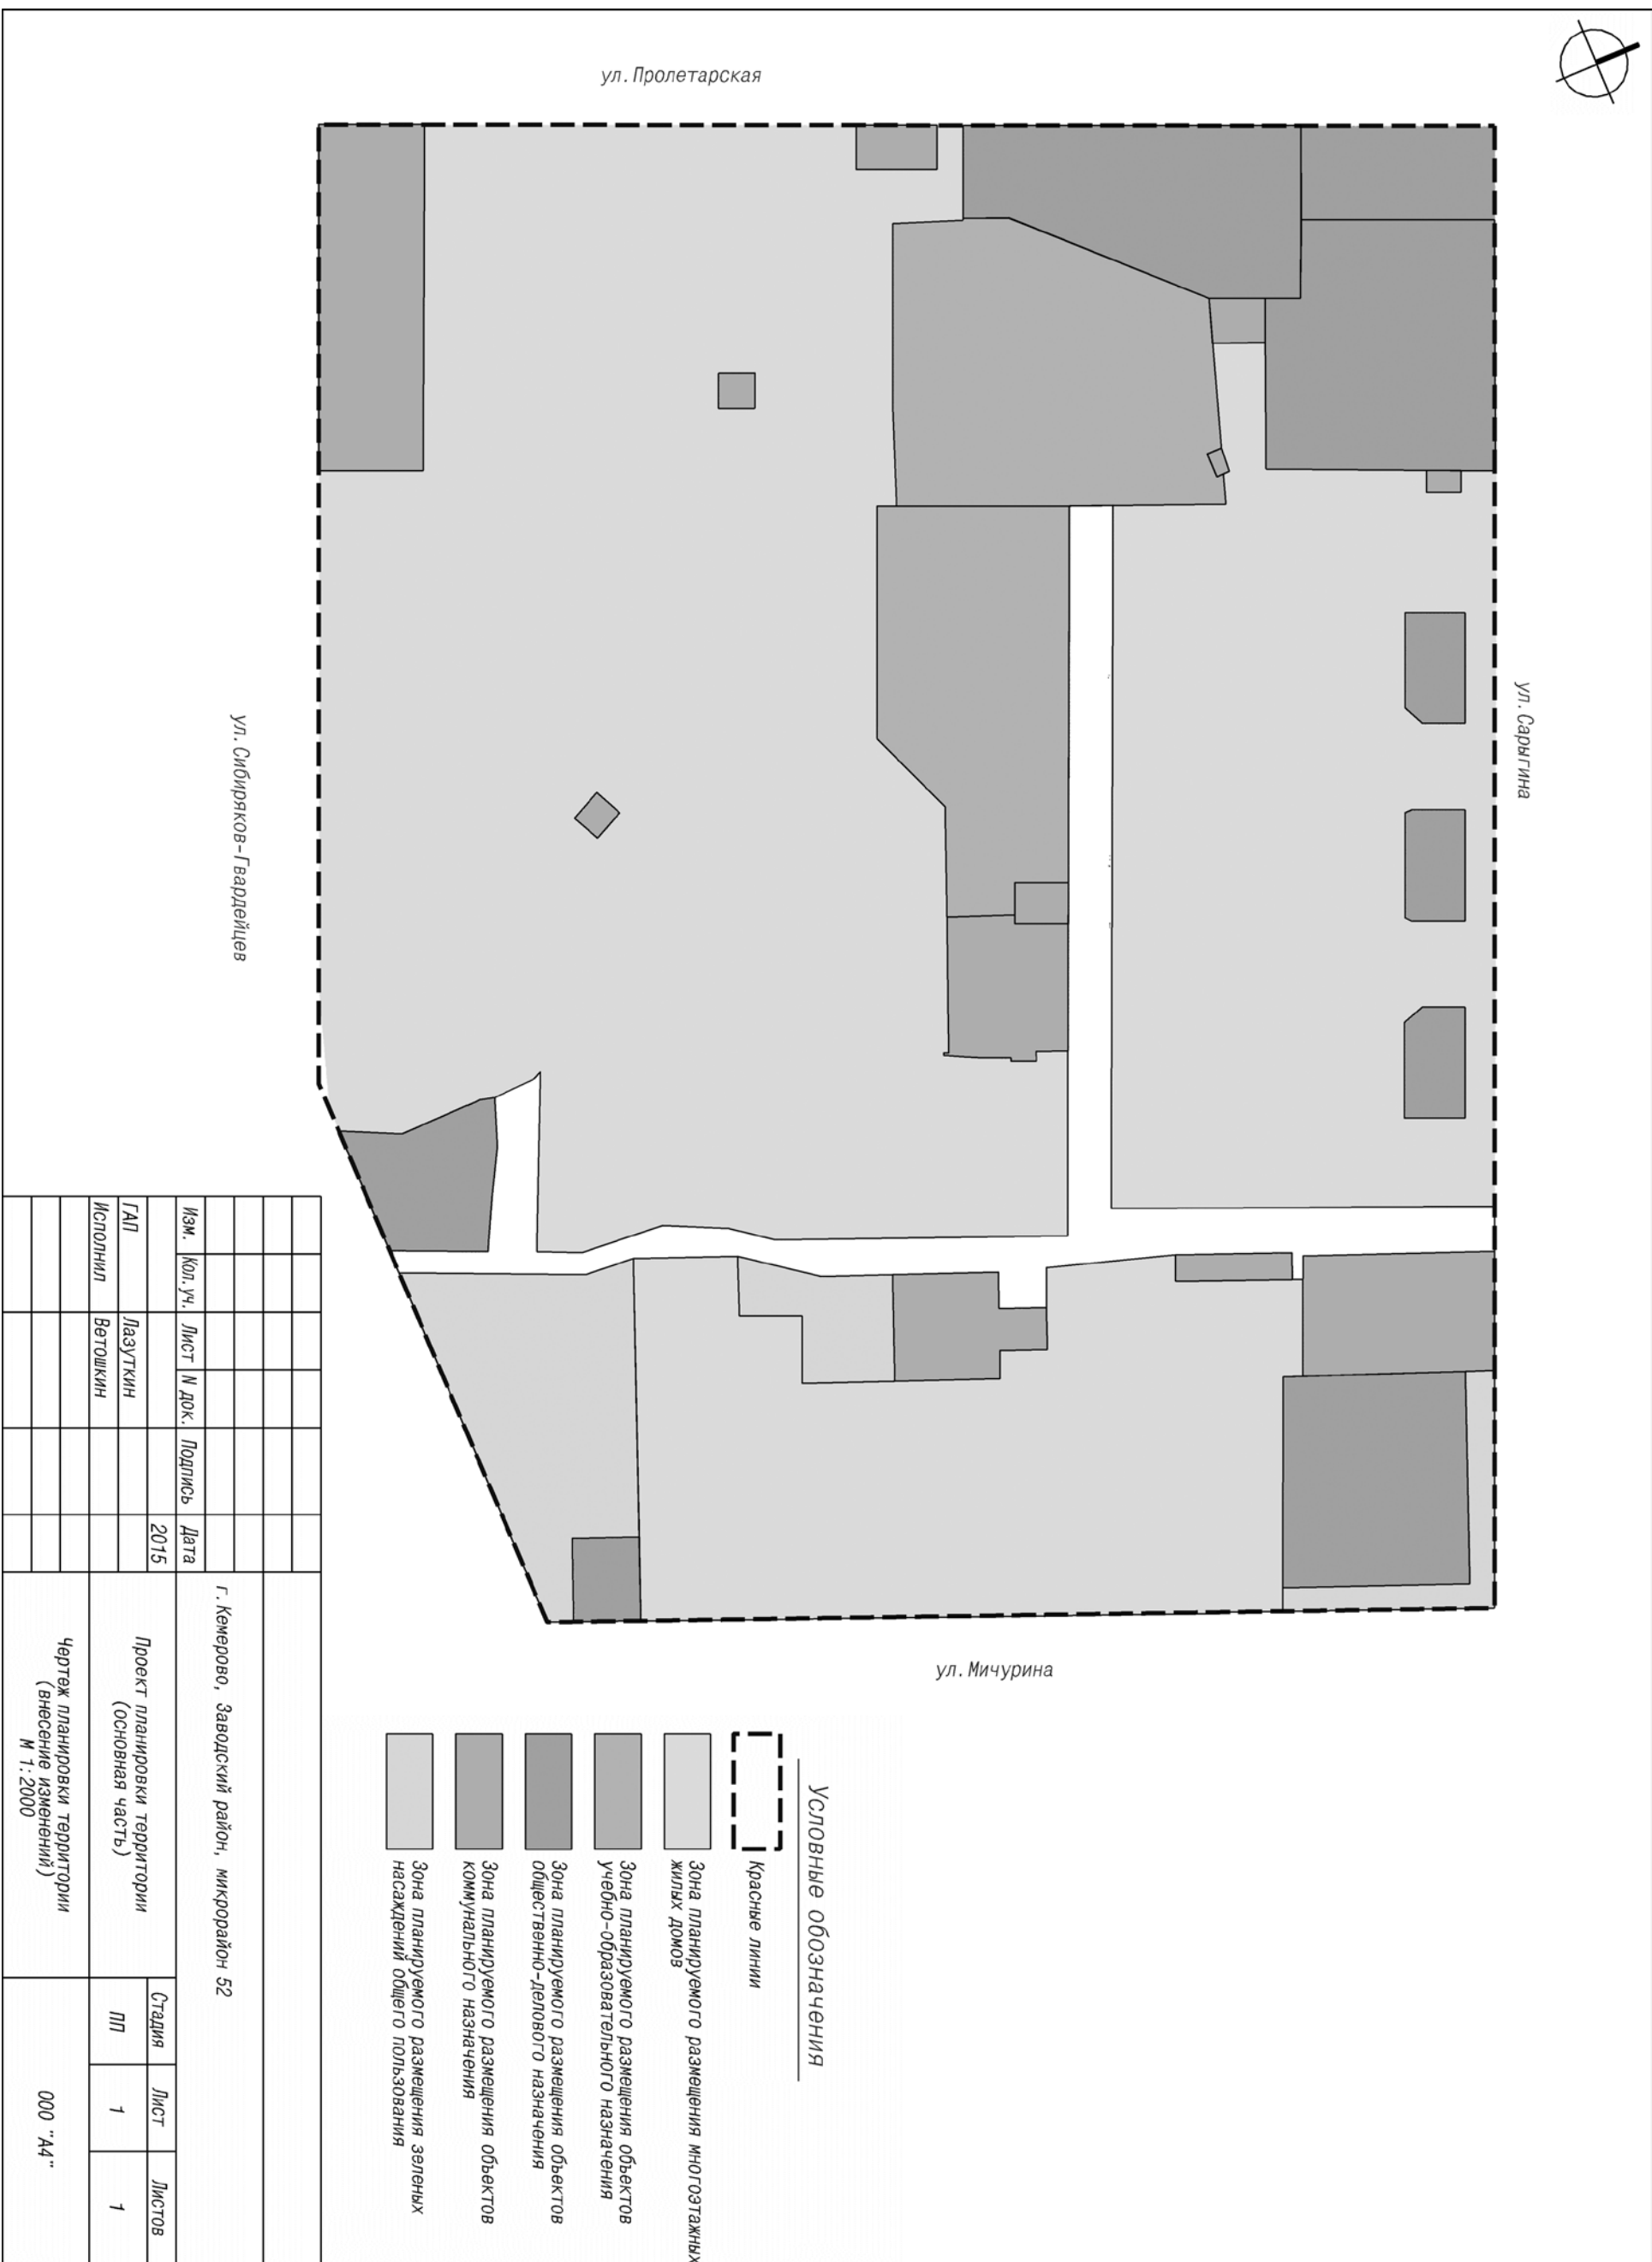 ул. Пролетарская
ул. Сарыгина
ул. Сибиряков-Гвардейцев
ул. Мичурина
Условные обозначения
Красные линии
Зона планируемого размещения многоэтажных
жилых домов
Зона планируемого размещения объектов
учебно-образовательного назначения
Зона планируемого размещения объектов
общественно-делового назначения
Зона планируемого размещения объектов
коммунального назначения
Зона планируемого размещения зеленых
насаждений общего пользования
г. Кемерово, Заводский район, микрорайон 52
Изм. Кол.уч. Лист N док. Подпись Дата
2015
ГАП Лазуткин
Исполнил Ветошкин
Проект планировки территории
(основная часть)
Стадия Лист Листов
ПП 1 1
Чертеж планировки территории
(внесение изменений)
М 1:2000
ООО "А4"